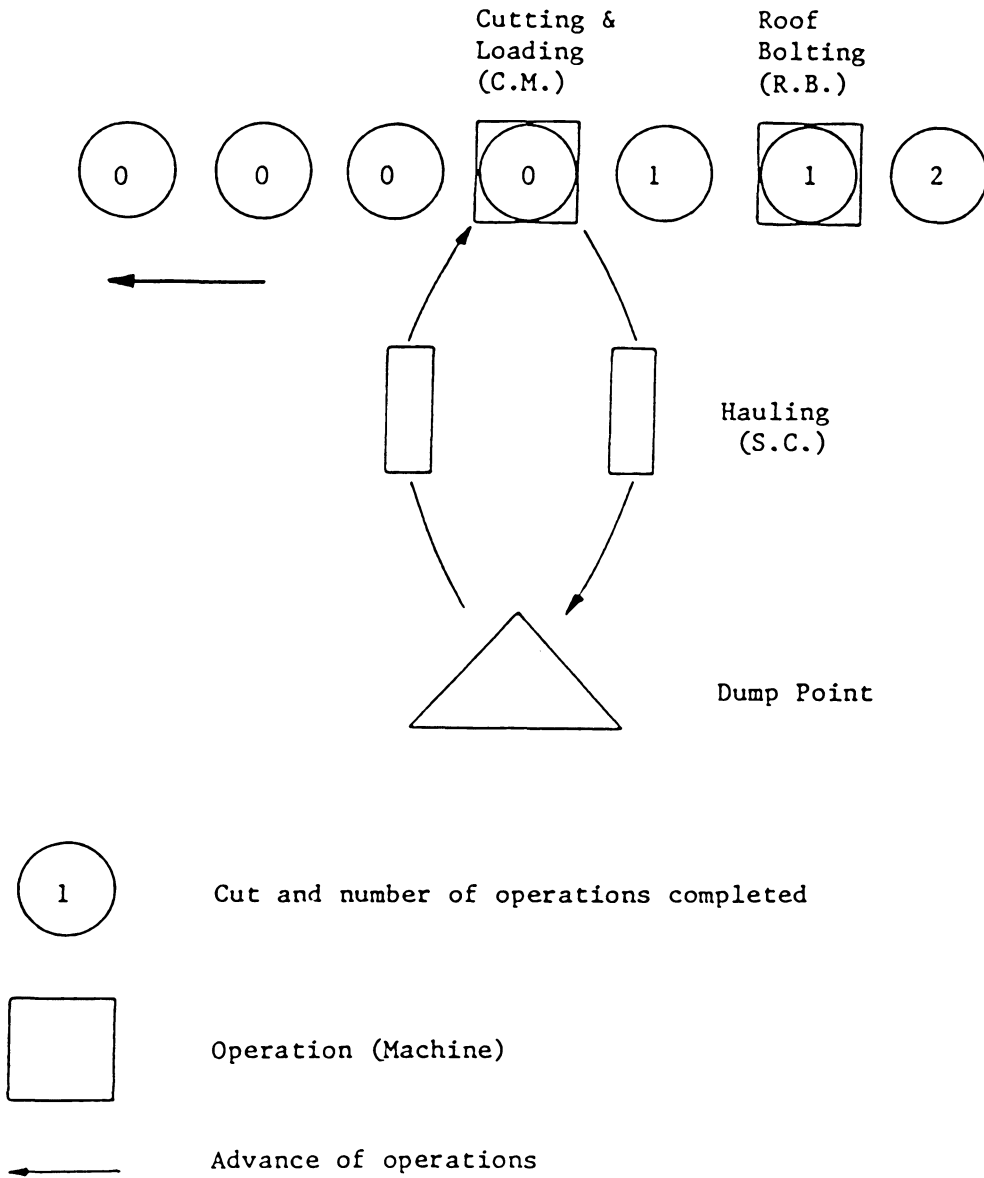 Cutting &
Loading
(C.M.)
Roof
Bolting
(R.B.)
0 0 0 0 1 1 2
Hauling
(S.C.)
Dump Point
1 Cut and number of operations completed
Operation (Machine)
Advance of operations